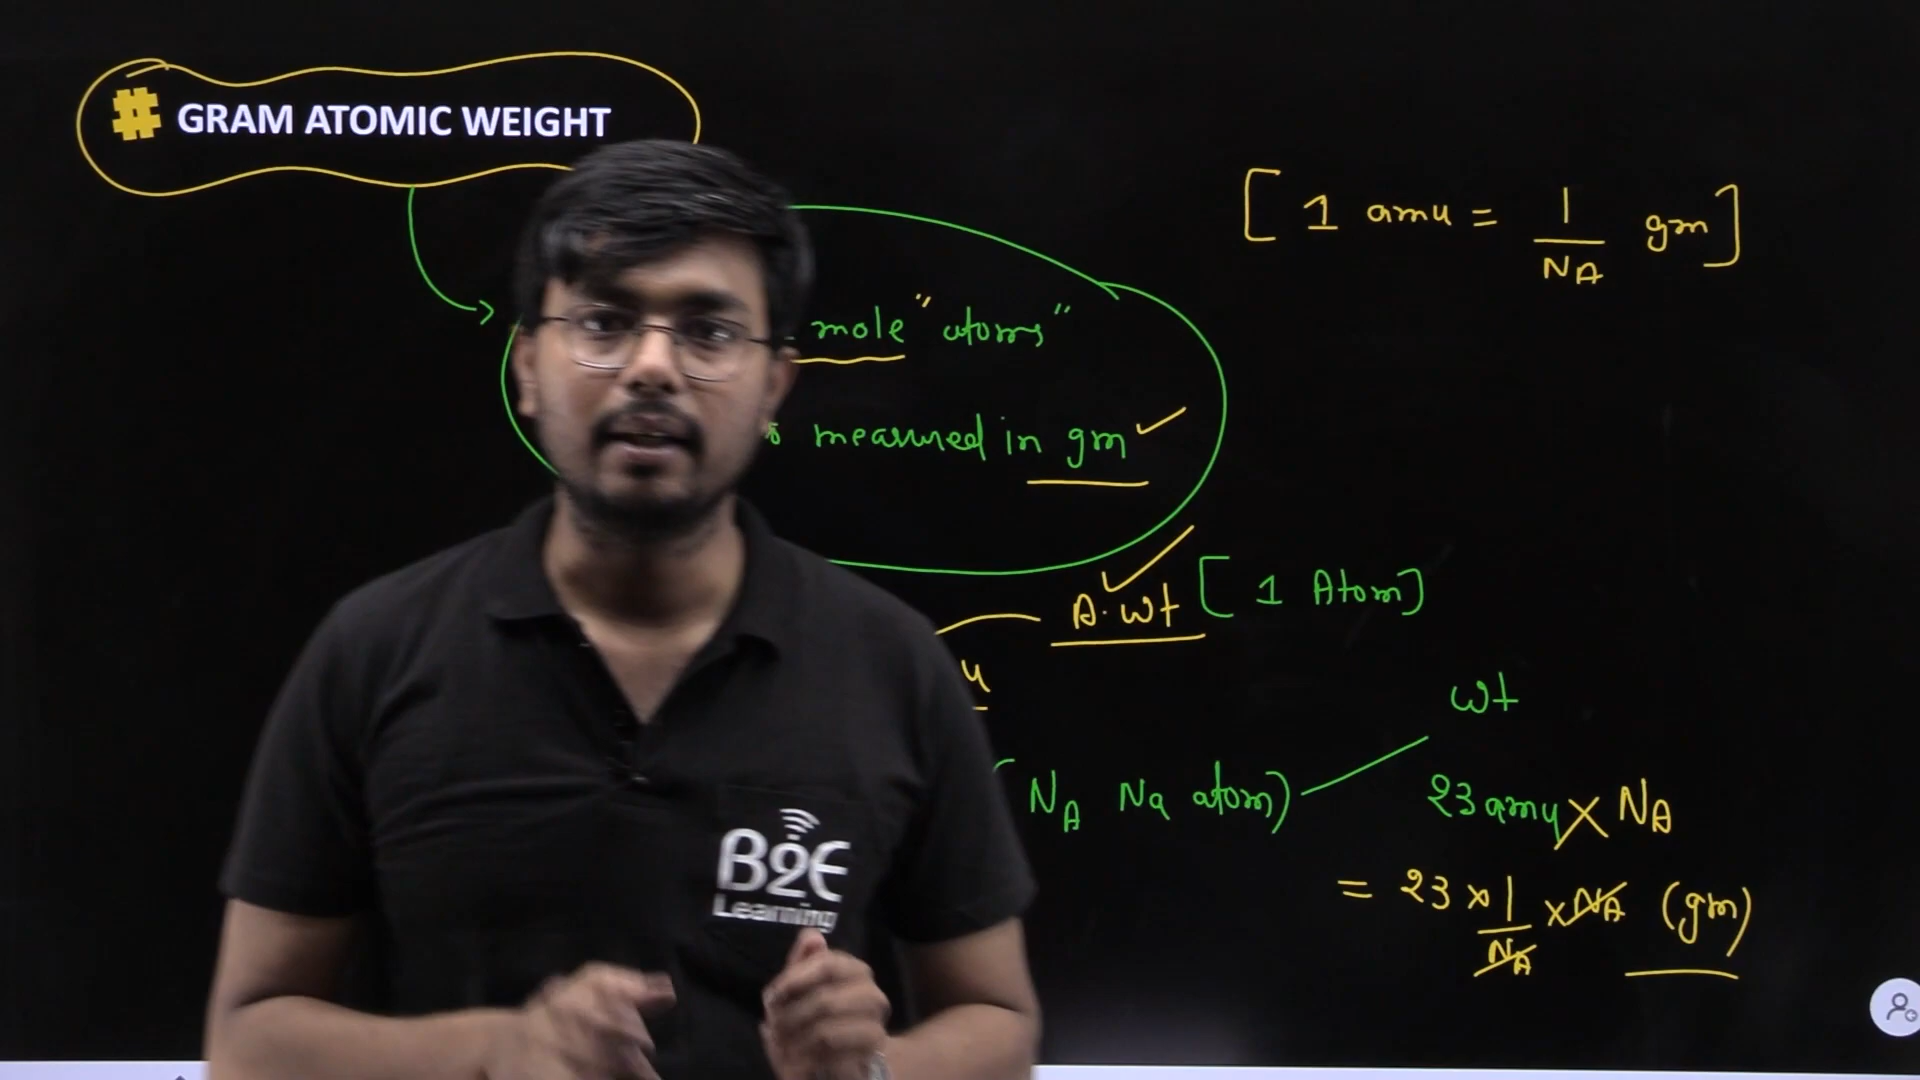 # GRAM ATOMIC WEIGHT
[ 1 amu = 1/NA gm ]
mole "atoms"
measured in gm
A. wt [ 1 Atom]
u
wt
(NA Na atom)
23 amu × NA
= 23 × 1/NA × NA (gm)
B2E
Learning